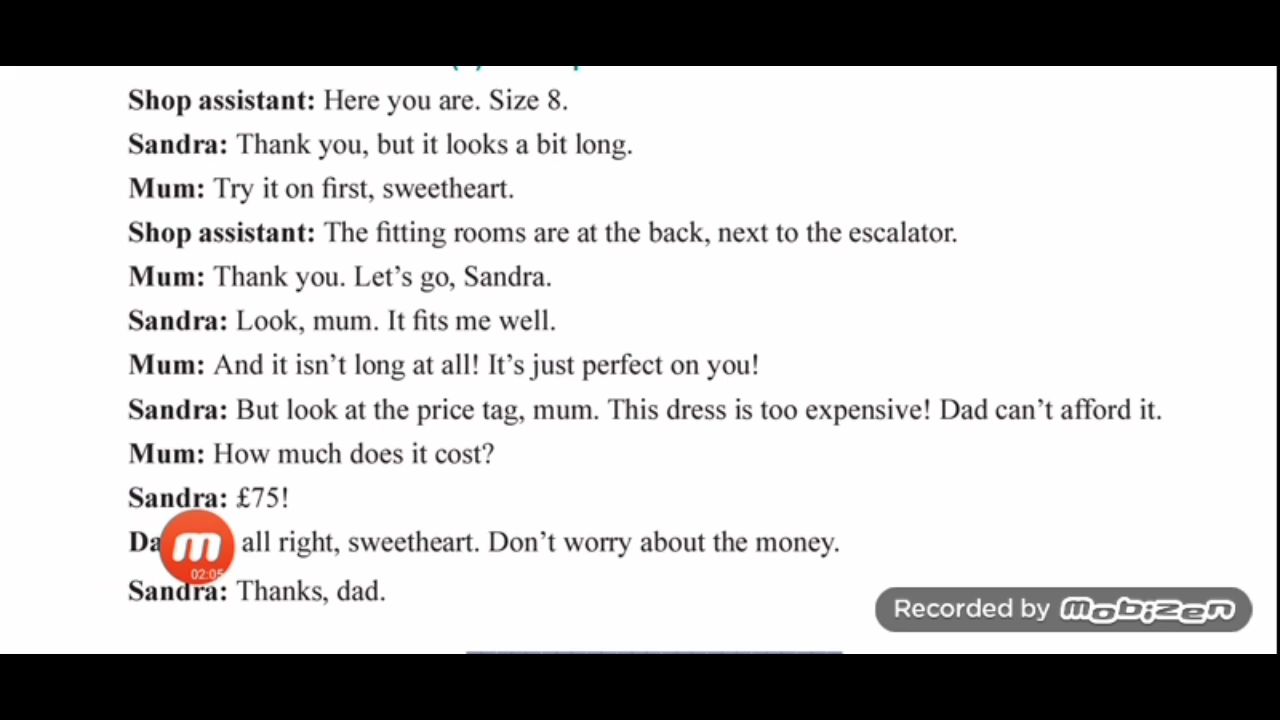 Shop assistant: Here you are. Size 8.
Sandra: Thank you, but it looks a bit long.
Mum: Try it on first, sweetheart.
Shop assistant: The fitting rooms are at the back, next to the escalator.
Mum: Thank you. Let's go, Sandra.
Sandra: Look, mum. It fits me well.
Mum: And it isn't long at all! It's just perfect on you!
Sandra: But look at the price tag, mum. This dress is too expensive! Dad can't afford it.
Mum: How much does it cost?
Sandra: £75!
all right, sweetheart. Don't worry about the money.
02:05
Sandra: Thanks, dad.
Recorded by mobizen